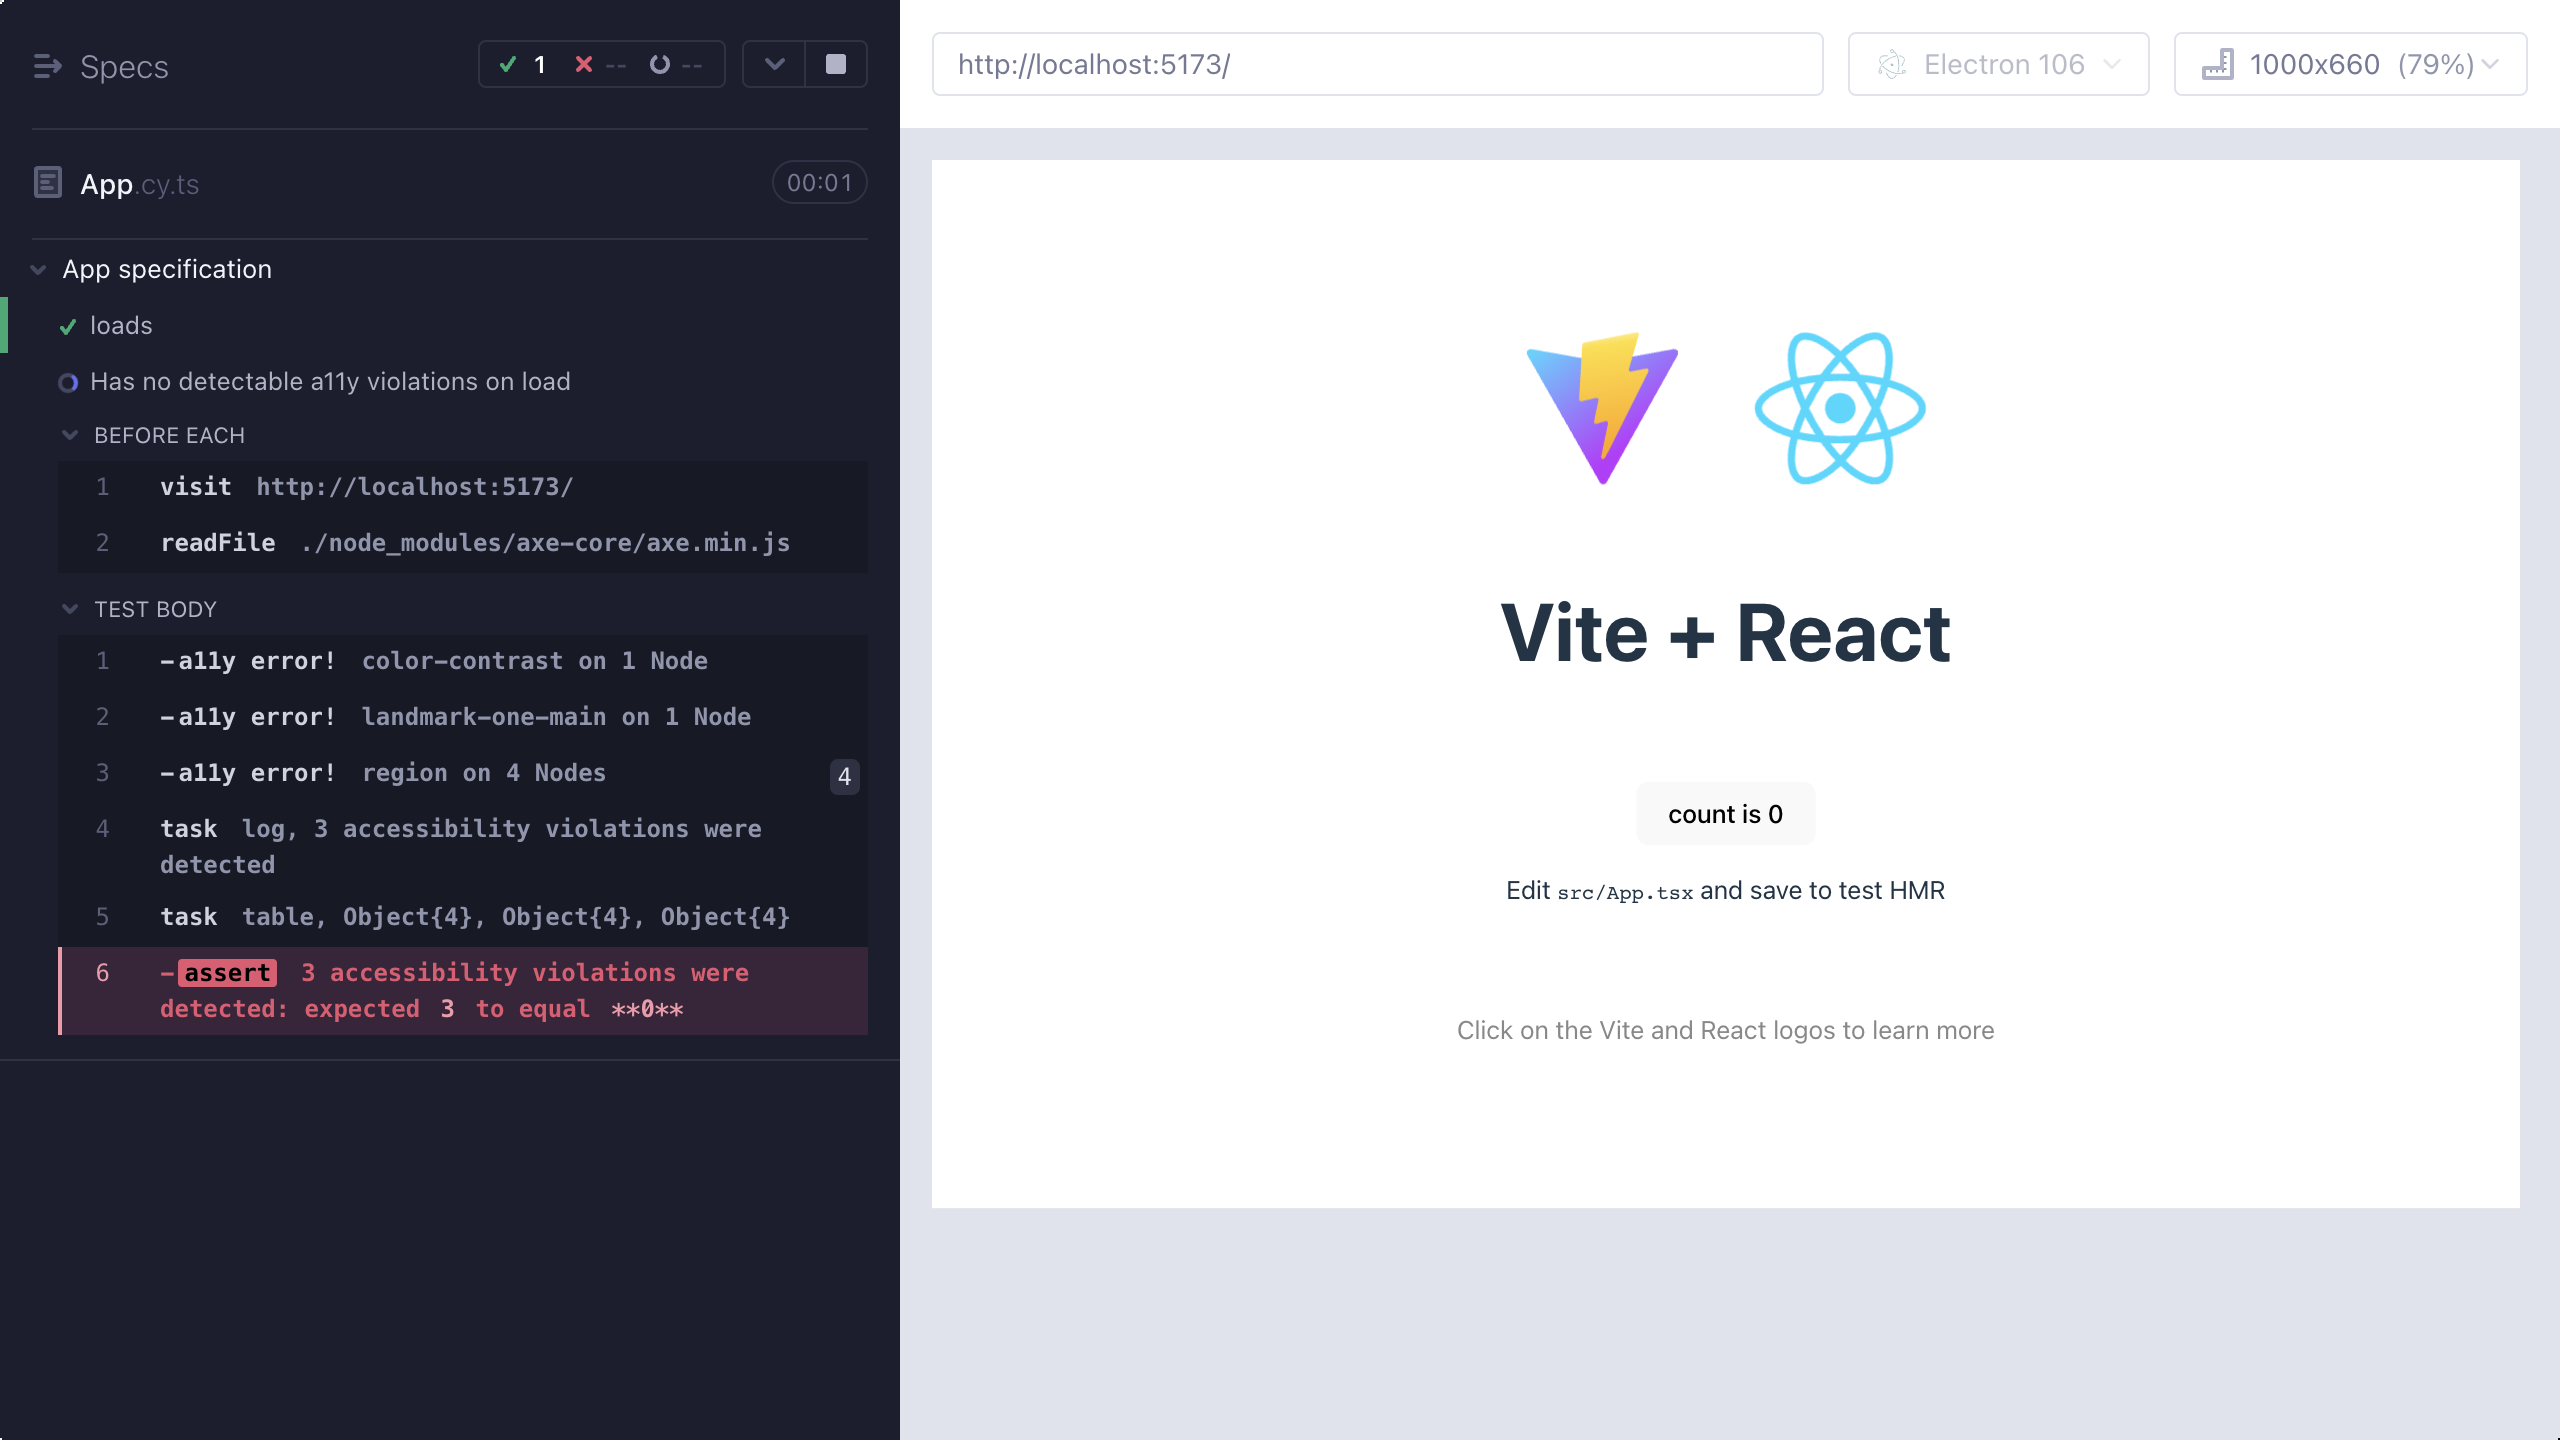 Specs
1 -- --
App.cy.ts
00:01
App specification
loads
Has no detectable a11y violations on load
BEFORE EACH
1 visit http://localhost:5173/
2 readFile ./node_modules/axe-core/axe.min.js
TEST BODY
1 -a11y error! color-contrast on 1 Node
2 -a11y error! landmark-one-main on 1 Node
3 -a11y error! region on 4 Nodes 4
4 task log, 3 accessibility violations were
detected
5 task table, Object{4}, Object{4}, Object{4}
6 -assert 3 accessibility violations were
detected: expected 3 to equal **0**
http://localhost:5173/
Electron 106
1000x660 (79%)
Vite + React
count is 0
Edit src/App.tsx and save to test HMR
Click on the Vite and React logos to learn more